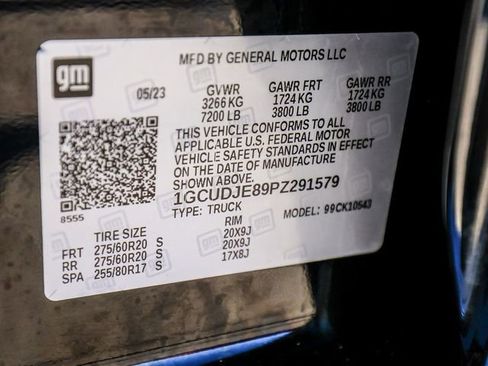 gm
MFD BY GENERAL MOTORS LLC
05/23 GVWR GAWR FRT GAWR RR
3266 KG 1724 KG 1724 KG
7200 LB 3800 LB 3800 LB
THIS VEHICLE CONFORMS TO ALL
APPLICABLE U.S. FEDERAL MOTOR
VEHICLE SAFETY STANDARDS IN EFFECT
ON THE DATE OF MANUFACTURE
8555 1GCUDJE89PZ291579
TYPE: TRUCK MODEL: 99CK10543
TIRE SIZE RIM
FRT 275/60R20 S 20X9J
RR 275/60R20 S 20X9J
SPA 255/80R17 S 17X8J